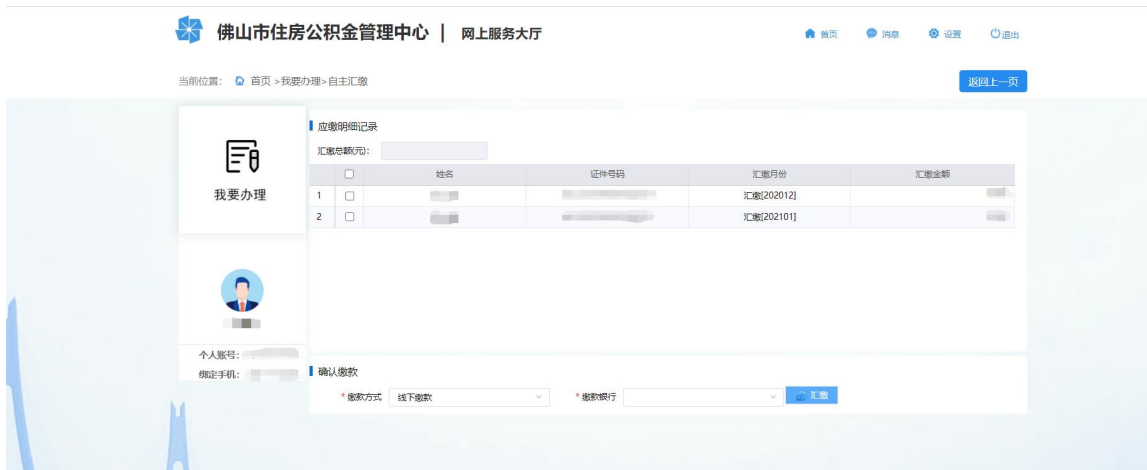 佛山市住房公积金管理中心 | 网上服务大厅
首页 消息 设置 退出
当前位置: 首页 >我要办理>自主汇缴
返回上一页
我要办理
个人账号:
绑定手机:
应缴明细记录
汇缴总额(元):
姓名 证件号码 汇缴月份 汇缴金额
1 汇缴[202012]
2 汇缴[202101]
确认缴款
* 缴款方式 线下缴款 * 缴款银行 汇缴